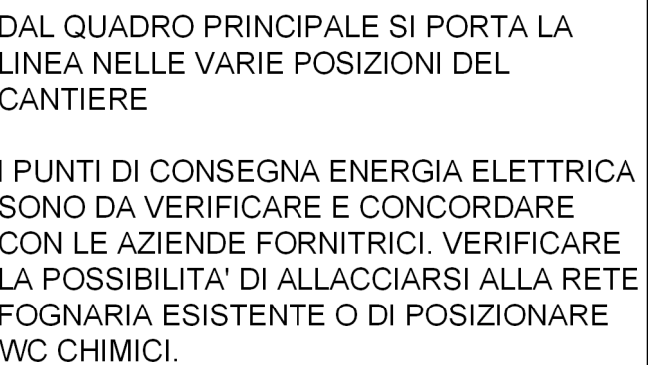 DAL QUADRO PRINCIPALE SI PORTA LA
LINEA NELLE VARIE POSIZIONI DEL
CANTIERE
I PUNTI DI CONSEGNA ENERGIA ELETTRICA
SONO DA VERIFICARE E CONCORDARE
CON LE AZIENDE FORNITRICI. VERIFICARE
LA POSSIBILITA' DI ALLACCIARSI ALLA RETE
FOGNARIA ESISTENTE O DI POSIZIONARE
WC CHIMICI.